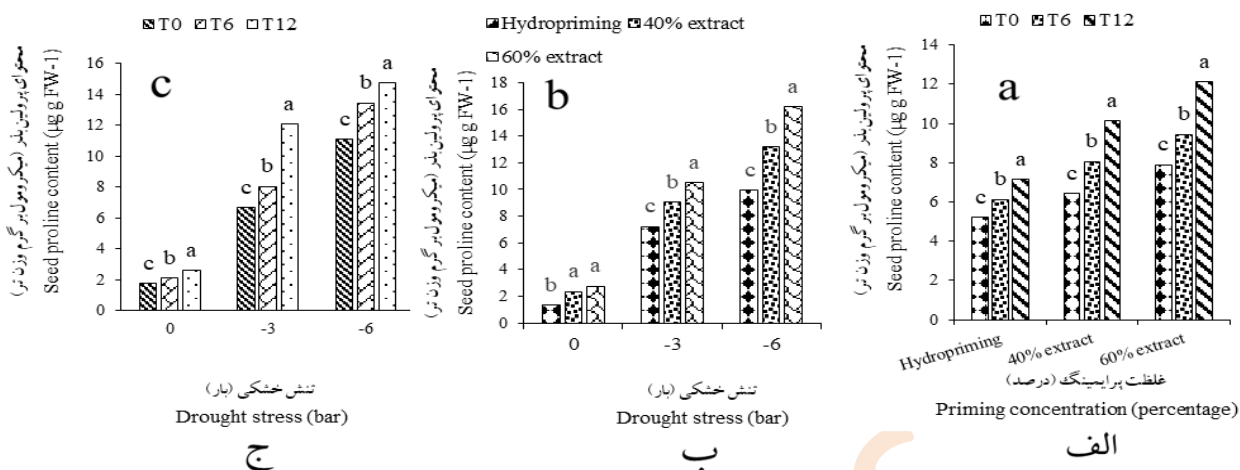 T0 T6 T12
محتوای پرولین بذر (میکرومول بر گرم وزن تر)
Seed proline content (µg g FW-1)
16
14
12
10
8
6
4
2
0
c
c b a
c b a
c b a
0 -3 -6
تنش خشکی (بار)
Drought stress (bar)
ج
Hydropriming 40% extract
60% extract
محتوای پرولین بذر (میکرومول بر گرم وزن تر)
Seed proline content (µg g FW-1)
18
16
14
12
10
8
6
4
2
0
b
b a a
c b a
c b a
0 -3 -6
تنش خشکی (بار)
Drought stress (bar)
ب
T0 T6 T12
محتوای پرولین بذر (میکرومول بر گرم وزن تر)
Seed proline content (µg g FW-1)
14
12
10
8
6
4
2
0
a
c b a
c b a
c b a
Hydropriming 40% extract 60% extract
غلظت پرایمینگ (درصد)
Priming concentration (percentage)
الف